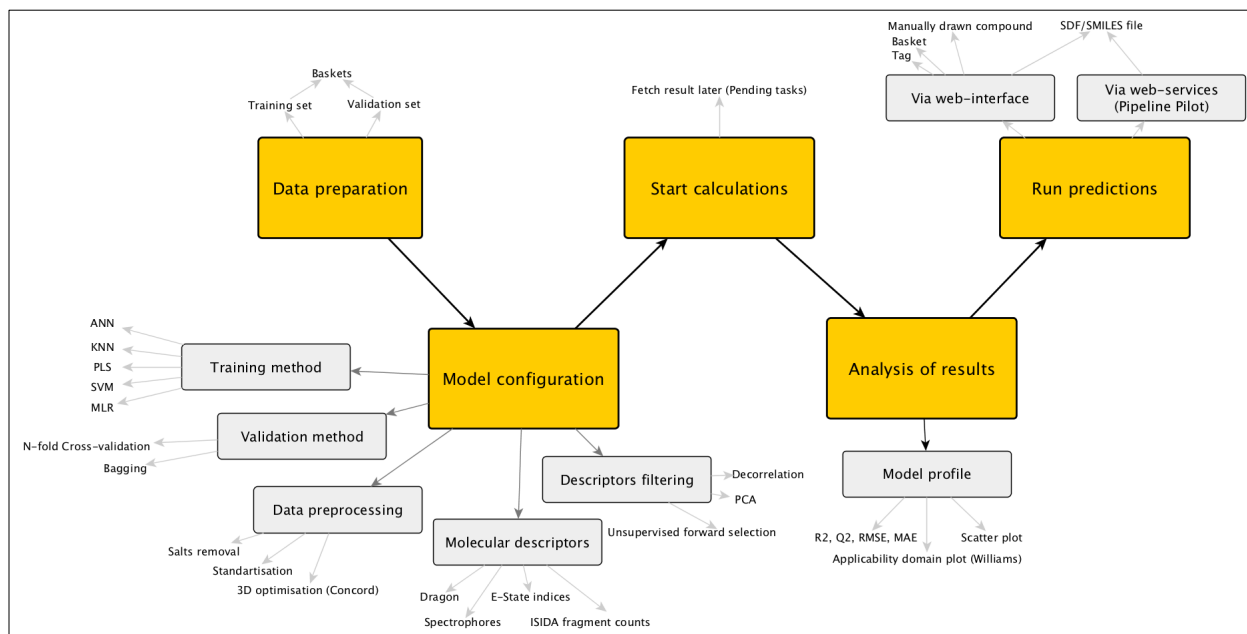 Manually drawn compound
SDF/SMILES file
Basket
Tag
Baskets
Training set
Validation set
Fetch result later (Pending tasks)
Via web-interface
Via web-services
(Pipeline Pilot)
Data preparation
Start calculations
Run predictions
ANN
KNN
PLS
SVM
MLR
Training method
Model configuration
Analysis of results
Validation method
N-fold Cross-validation
Bagging
Data preprocessing
Salts removal
Standartisation
3D optimisation (Concord)
Molecular descriptors
Dragon
E-State indices
Spectrophores
ISIDA fragment counts
Descriptors filtering
Decorrelation
PCA
Unsupervised forward selection
Model profile
R2, Q2, RMSE, MAE
Scatter plot
Applicability domain plot (Williams)